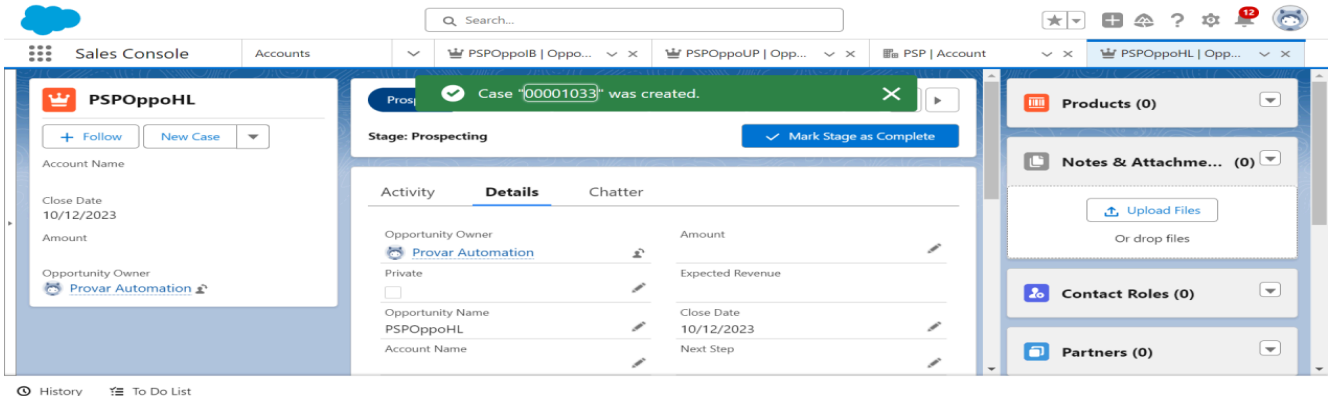 Search...
12
Sales Console
Accounts
PSPOppoIB | Oppo...
PSPOppoUP | Opp...
PSP | Account
PSPOppoHL | Opp...
PSPOppoHL
Follow
New Case
Account Name
Close Date
10/12/2023
Amount
Opportunity Owner
Provar Automation
Case "00001033" was created.
Stage: Prospecting
Mark Stage as Complete
Activity
Details
Chatter
Opportunity Owner
Provar Automation
Amount
Private
Expected Revenue
Opportunity Name
PSPOppoHL
Close Date
10/12/2023
Account Name
Next Step
Products (0)
Notes & Attachme... (0)
Upload Files
Or drop files
Contact Roles (0)
Partners (0)
History
To Do List